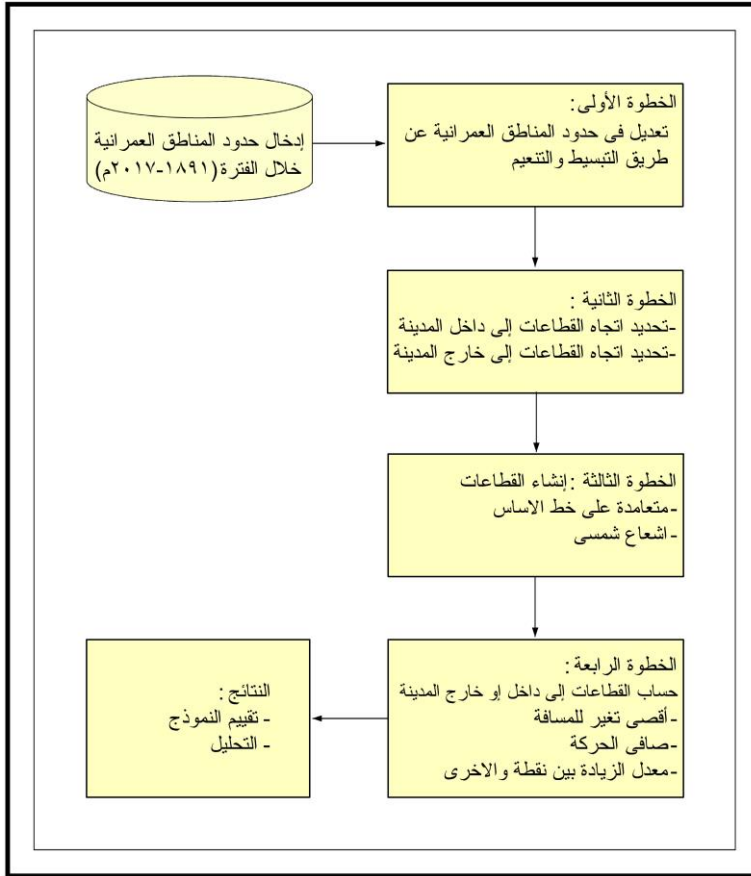 إدخال حدود المناطق العمرانية
خلال الفترة (١٨٩١-٢٠١٧م)
الخطوة الأولى:
تعديل فى حدود المناطق العمرانية عن
طريق التبسيط والتنعيم
الخطوة الثانية :
-تحديد اتجاه القطاعات إلى داخل المدينة
-تحديد اتجاه القطاعات إلى خارج المدينة
الخطوة الثالثة :إنشاء القطاعات
-متعامدة على خط الاساس
-اشعاع شمسى
الخطوة الرابعة :
حساب القطاعات إلى داخل إو خارج المدينة
-أقصى تغير للمسافة
-صافى الحركة
-معدل الزيادة بين نقطة والاخرى
النتائج :
- تقييم النموذج
- التحليل